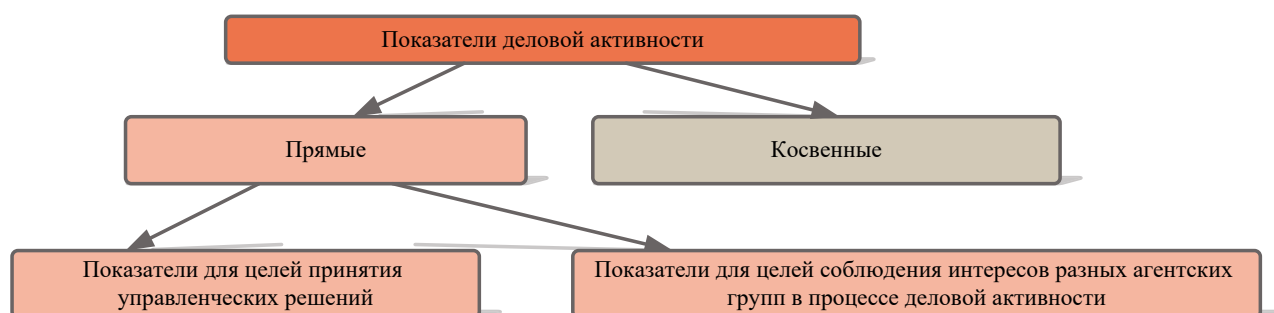 Показатели деловой активности
Прямые
Косвенные
Показатели для целей принятия
управленческих решений
Показатели для целей соблюдения интересов разных агентских
групп в процессе деловой активности